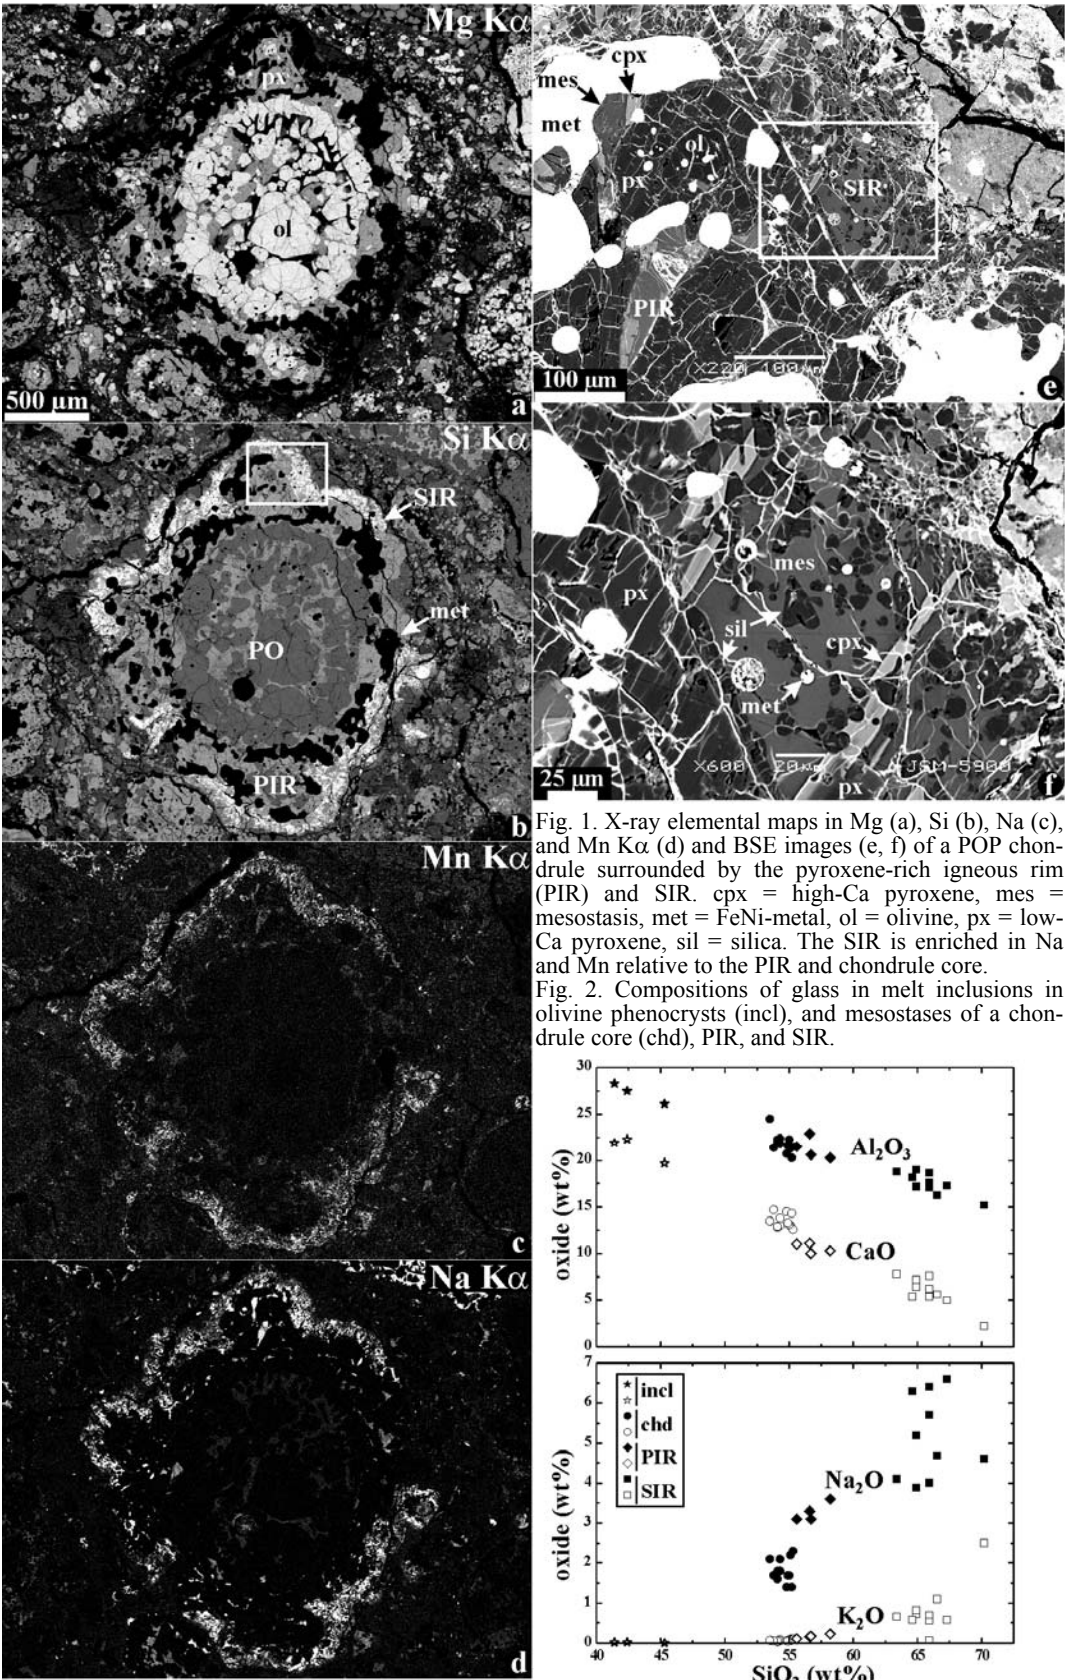 Mg Kα
px
ol
500 μm
a
Si Kα
SIR
met
PO
PIR
b
Mn Kα
c
Na Kα
d
cpx
mes
met
ol
px
SIR
PIR
X220 100μm
100 μm
e
mes
px
sil
cpx
met
X600 20μm JSM-5900
25 μm
px
f
Fig. 1. X-ray elemental maps in Mg (a), Si (b), Na (c),
and Mn Kα (d) and BSE images (e, f) of a POP chon-
drule surrounded by the pyroxene-rich igneous rim
(PIR) and SIR. cpx = high-Ca pyroxene, mes =
mesostasis, met = FeNi-metal, ol = olivine, px = low-
Ca pyroxene, sil = silica. The SIR is enriched in Na
and Mn relative to the PIR and chondrule core.
Fig. 2. Compositions of glass in melt inclusions in
olivine phenocrysts (incl), and mesostases of a chon-
drule core (chd), PIR, and SIR.
30
25
20
15
10
5
0
oxide (wt%)
Al₂O₃
CaO
40 45 50 55 60 65 70
7
6
5
4
3
2
1
0
oxide (wt%)
incl
chd
PIR
SIR
Na₂O
K₂O
40 45 50 55 60 65 70
SiO₂ (wt%)